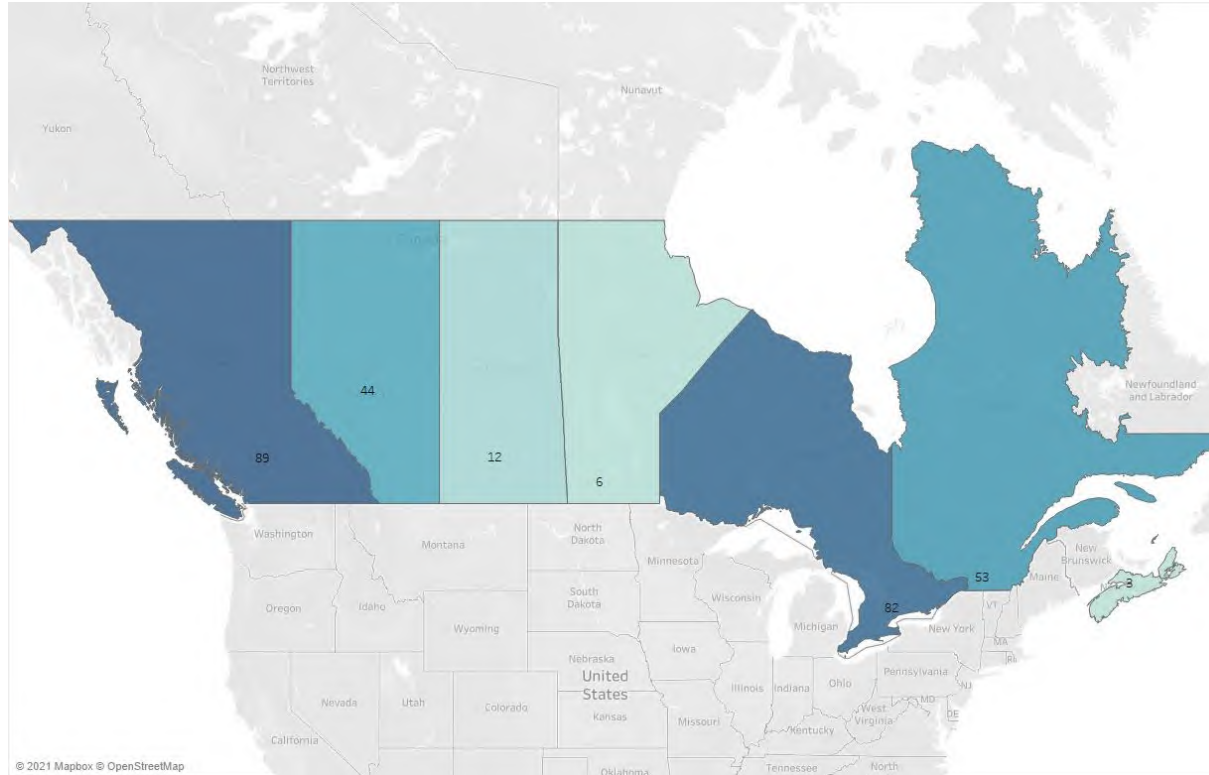 Northwest
Territories
Nunavut
Yukon
Canada
44
Newfoundland
and Labrador
89
12
6
Washington
North
Dakota
Montana
Minnesota
53
New
Brunswick
Maine
3
Oregon
Idaho
South
Dakota
Wisconsin
82
VT
Michigan
New York
Wyoming
MA
RI
Iowa
Nebraska
Pennsylvania
United
States
Nevada
Utah
Colorado
Illinois
Indiana
Ohio
NJ
MD
DE
Kansas
Missouri
West
Virginia
Kentucky
California
Oklahoma
Tennessee
North
© 2021 Mapbox © OpenStreetMap